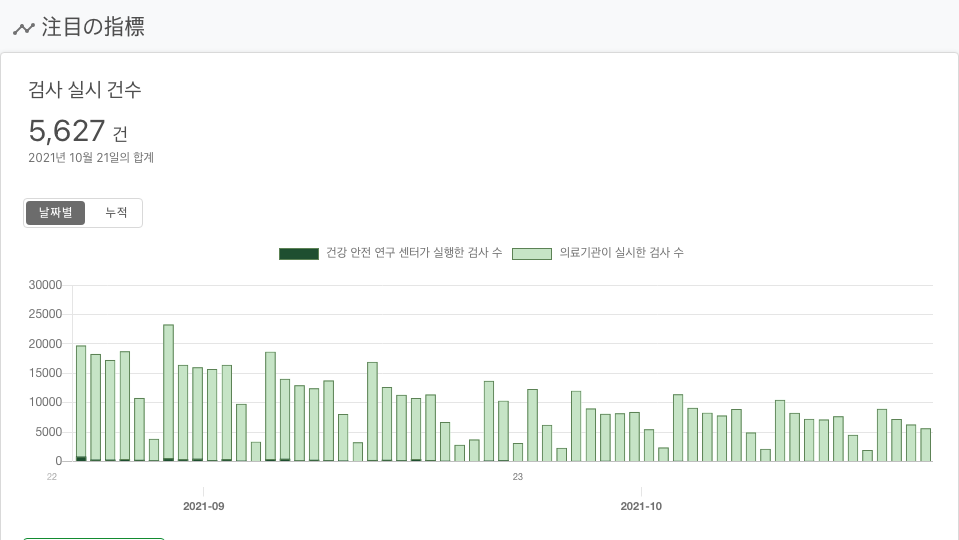 注目の指標
검사 실시 건수
5,627 건
2021년 10월 21일의 합계
날짜별 누적
건강 안전 연구 센터가 실행한 검사 수 의료기관이 실시한 검사 수
30000
25000
20000
15000
10000
5000
0
22 23
2021-09 2021-10